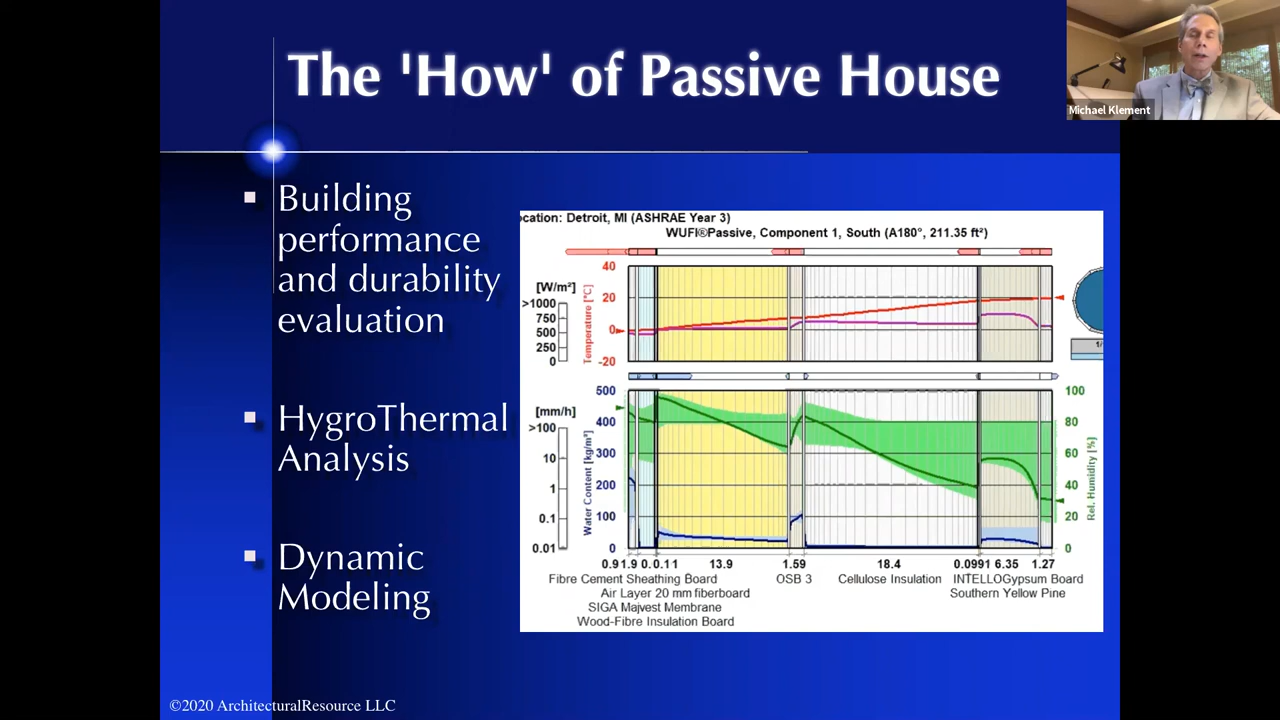 The 'How' of Passive House
Michael Klement
Building
performance
and durability
evaluation
HygroThermal
Analysis
Dynamic
Modeling
ocation: Detroit, MI (ASHRAE Year 3)
WUFI®Passive, Component 1, South (A180°, 211.35 ft²)
[W/m²]
>1000
750
500
250
0
Temperature [°C]
40
20
0
-20
1/
[mm/h]
>100
10
1
0.1
0.01
Water Content [kg/m³]
500
400
300
200
100
0
100
80
60
40
20
0
Rel. Humidity [%]
0.9 1.9 0.0.11 13.9 1.59 18.4 0.0991 6.35 1.27
Fibre Cement Sheathing Board OSB 3 Cellulose Insulation INTELLOGypsum Board
Air Layer 20 mm fiberboard Southern Yellow Pine
SIGA Majvest Membrane
Wood-Fibre Insulation Board
©2020 ArchitecturalResource LLC